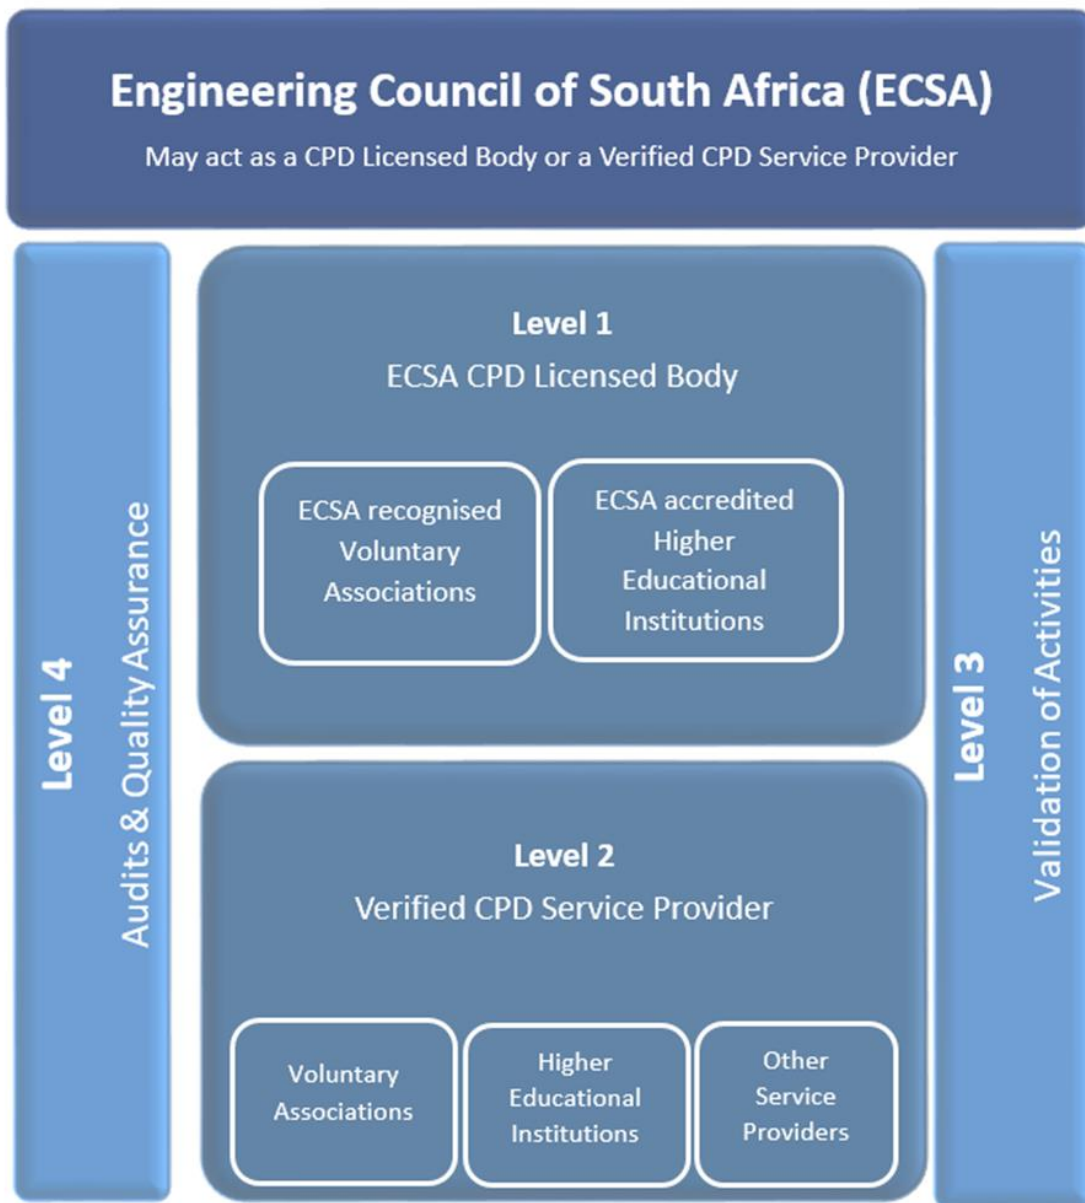 Engineering Council of South Africa (ECSA)
May act as a CPD Licensed Body or a Verified CPD Service Provider
Level 4
Audits & Quality Assurance
Level 1
ECSA CPD Licensed Body
ECSA recognised
Voluntary
Associations
ECSA accredited
Higher
Educational
Institutions
Level 2
Verified CPD Service Provider
Voluntary
Associations
Higher
Educational
Institutions
Other
Service
Providers
Level 3
Validation of Activities